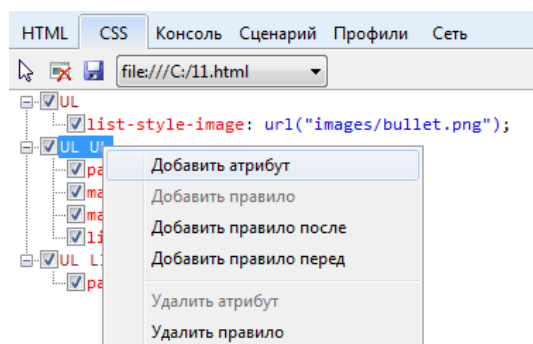 HTML CSS Консоль Сценарий Профили Сеть
file:///C:/11.html
UL
list-style-image: url("images/bullet.png");
UL
Добавить атрибут
Добавить правило
Добавить правило после
Добавить правило перед
UL
Удалить атрибут
Удалить правило